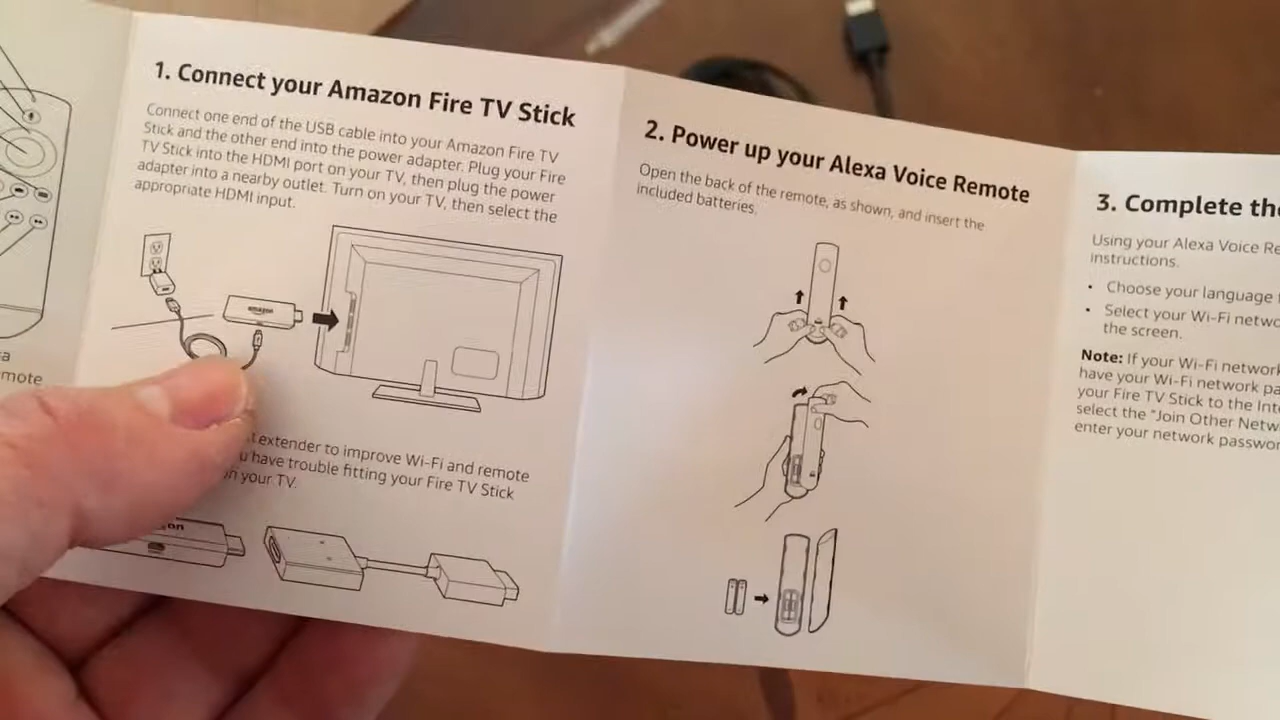 a
mote
1. Connect your Amazon Fire TV Stick
Connect one end of the USB cable into your Amazon Fire TV
Stick and the other end into the power adapter. Plug your Fire
TV Stick into the HDMI port on your TV, then plug the power
adapter into a nearby outlet. Turn on your TV, then select the
appropriate HDMI input.
amazon
extender to improve Wi-Fi and remote
have trouble fitting your Fire TV Stick
on your TV.
2. Power up your Alexa Voice Remote
Open the back of the remote, as shown, and insert the
included batteries.
3. Complete the
Using your Alexa Voice Re
instructions.
• Choose your language
• Select your Wi-Fi netwo
the screen.
Note: If your Wi-Fi network
have your Wi-Fi network pa
your Fire TV Stick to the Int
select the "Join Other Netw
enter your network passwor